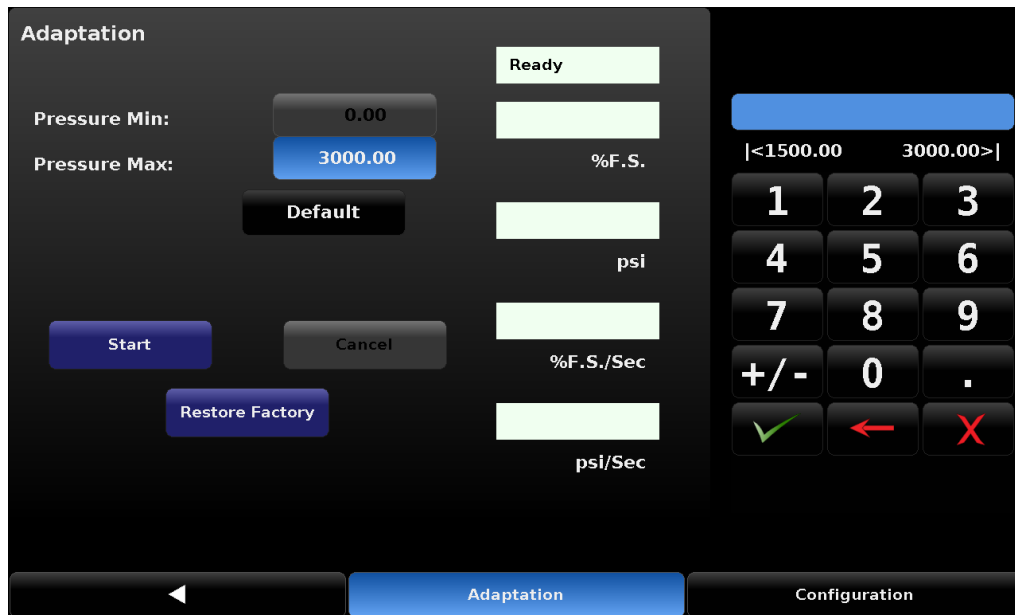 Adaptation
Ready
Pressure Min:
0.00
Pressure Max:
3000.00
%F.S.
Default
psi
Start
Cancel
%F.S./Sec
Restore Factory
psi/Sec
|<1500.00 3000.00>|
1 2 3
4 5 6
7 8 9
+/- 0 .
X
Adaptation
Configuration